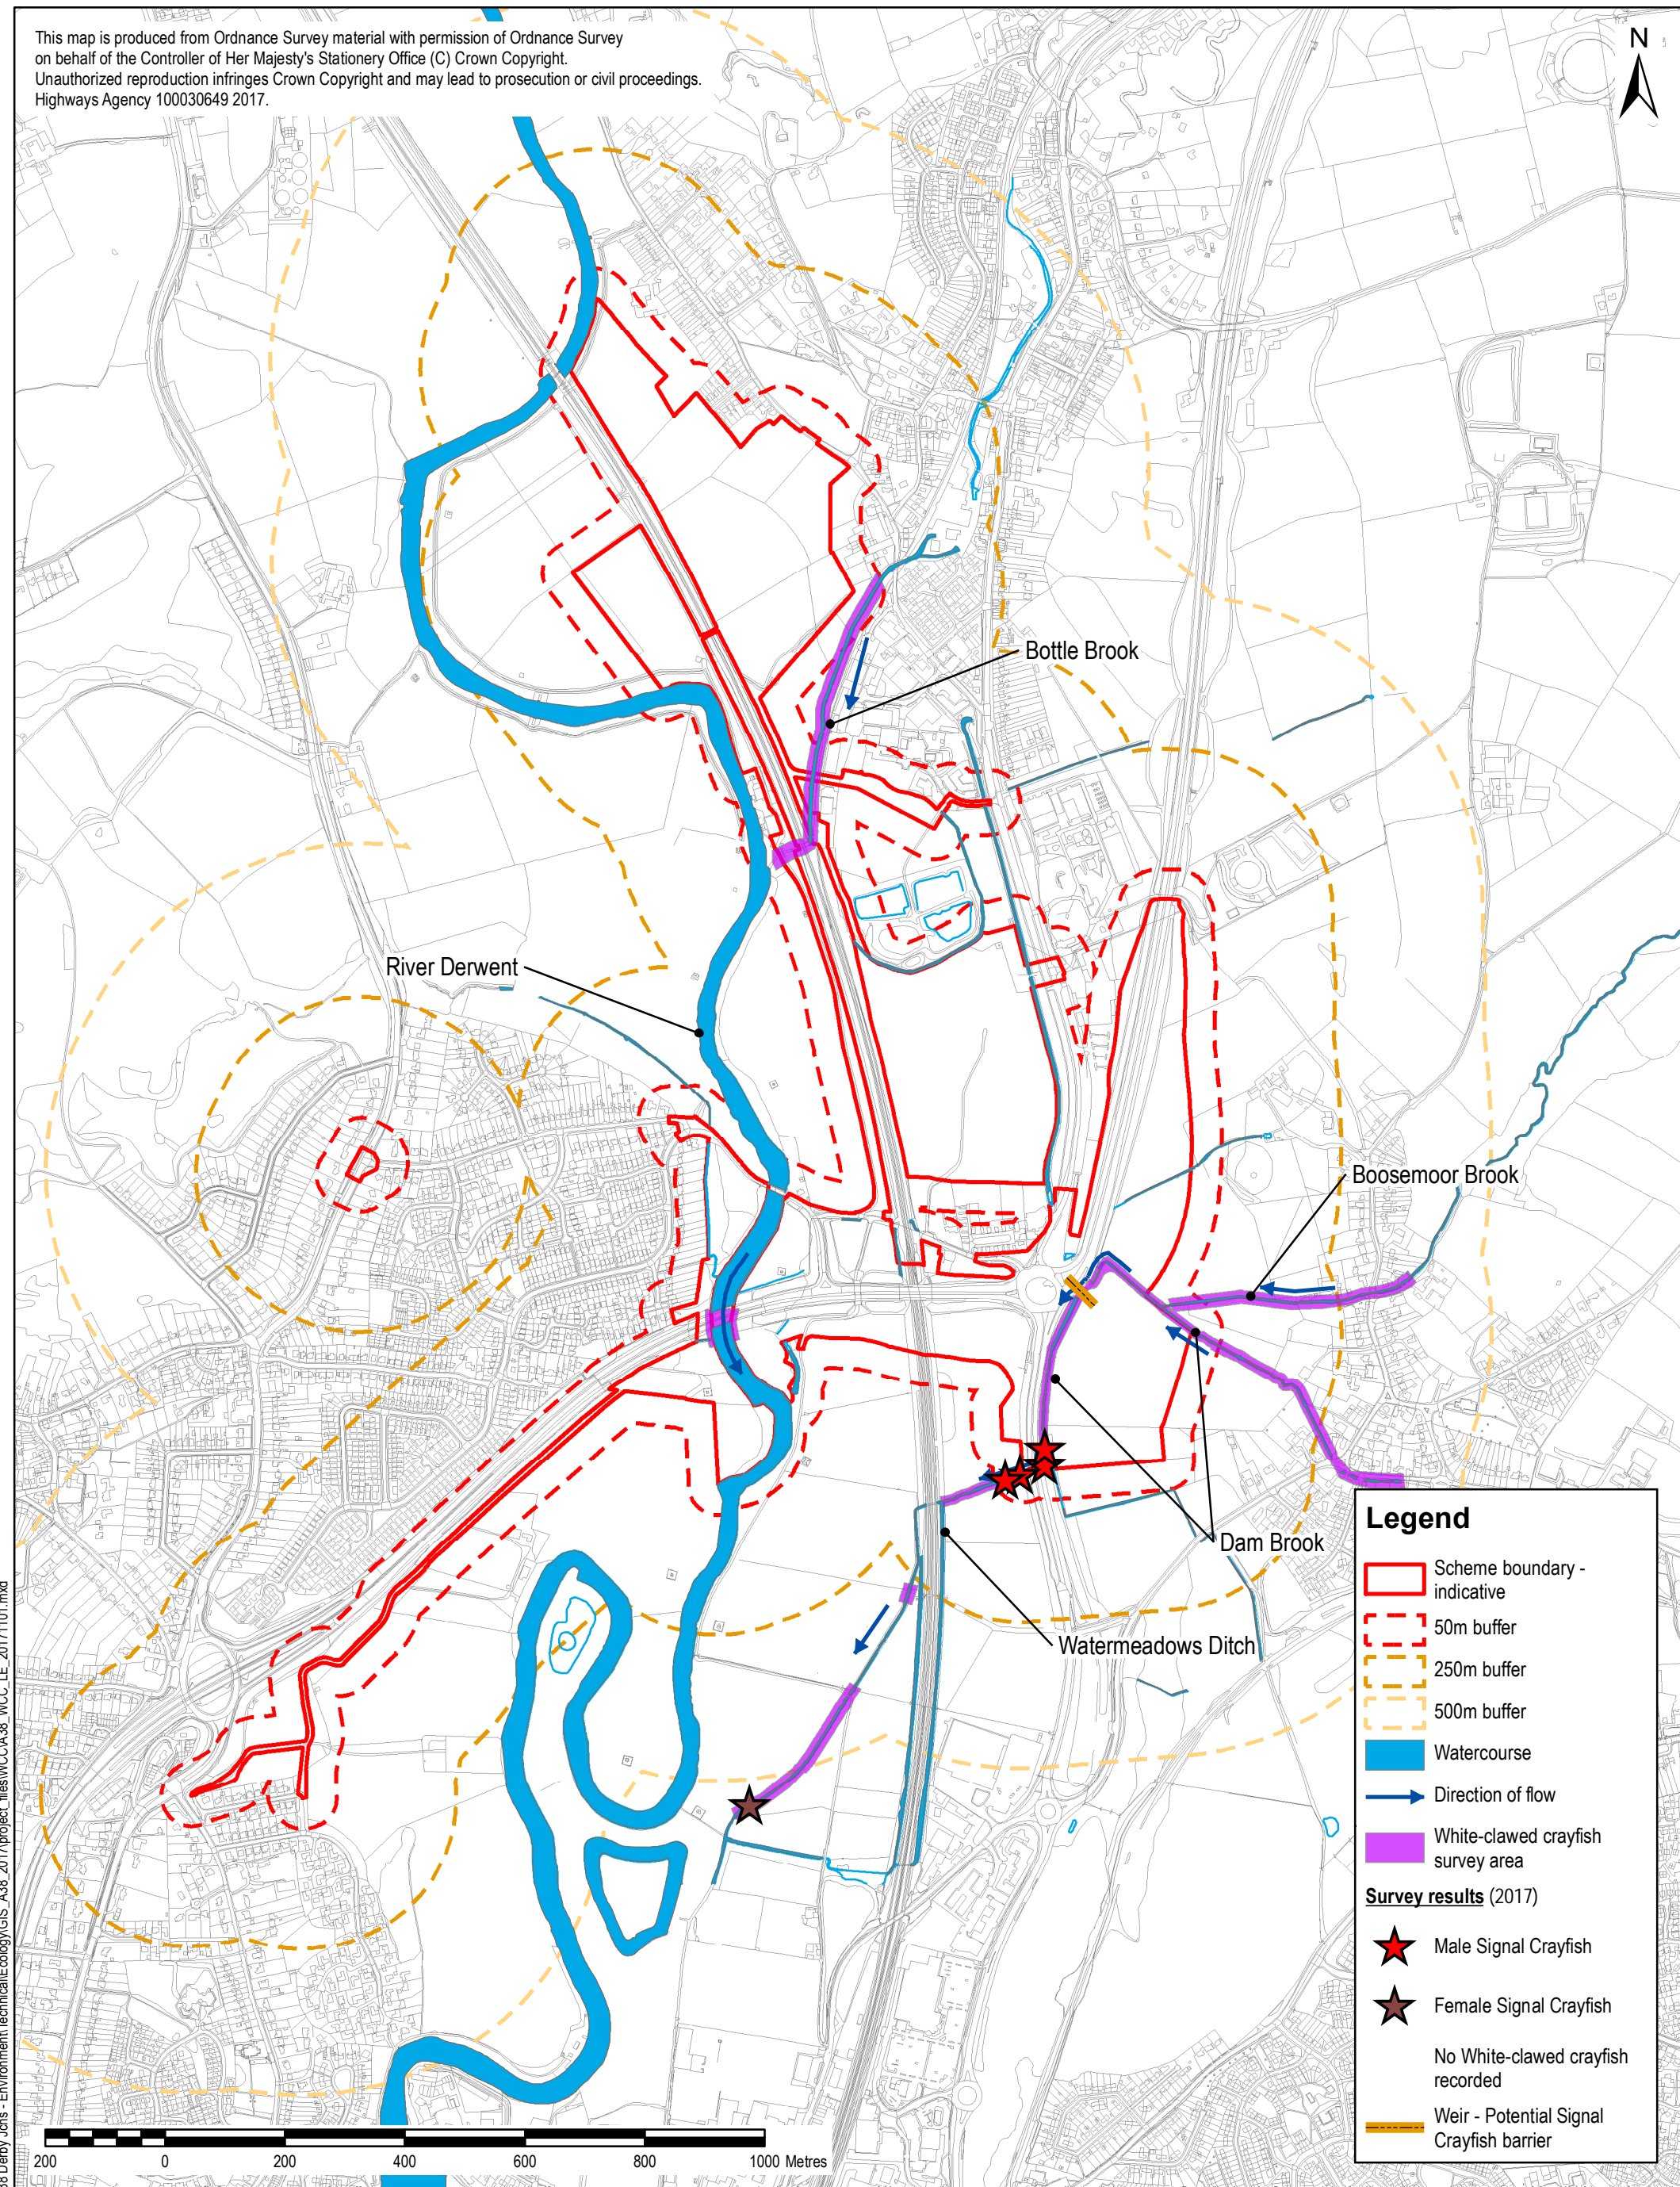 This map is produced from Ordnance Survey material with permission of Ordnance Survey
on behalf of the Controller of Her Majesty's Stationery Office (C) Crown Copyright.
Unauthorized reproduction infringes Crown Copyright and may lead to prosecution or civil proceedings.
Highways Agency 100030649 2017.
N
Bottle Brook
River Derwent
Boosemoor Brook
Dam Brook
Watermeadows Ditch
Legend
Scheme boundary -
indicative
50m buffer
250m buffer
500m buffer
Watercourse
Direction of flow
White-clawed crayfish
survey area
Survey results (2017)
Male Signal Crayfish
Female Signal Crayfish
No White-clawed crayfish
recorded
Weir - Potential Signal
Crayfish barrier
200 0 200 400 600 800 1000 Metres